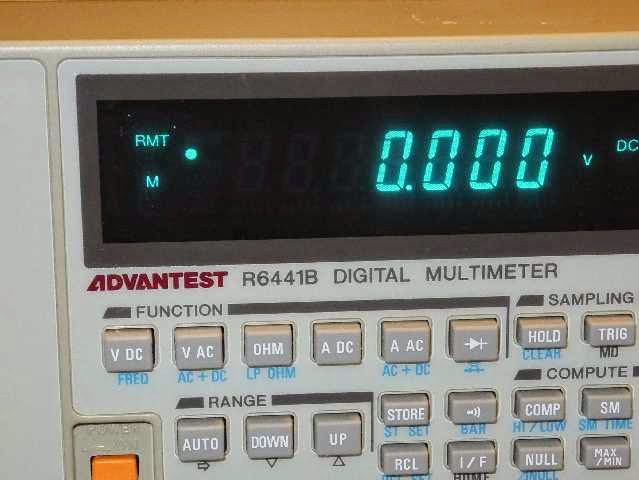 RMT
0.000 V DC
M
ADVANTEST R6441B DIGITAL MULTIMETER
FUNCTION SAMPLING
V DC V AC OHM A DC A AC HOLD TRIG
FREQ AC+DC LP OHM AC+DC CLEAR MD
RANGE COMPUTE
STORE COMP SM
ST SET BAR HI/LOW SM TIME
AUTO DOWN UP
RCL I/F NULL MAX/MIN
POWER